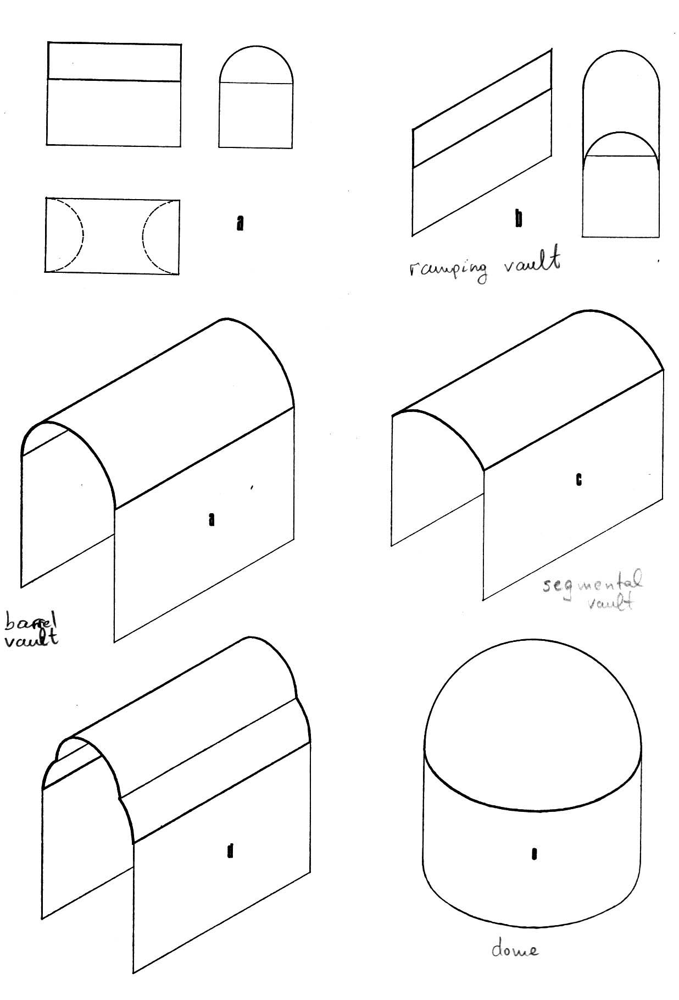 a
b
ramping vault
a
c
segmental
vault
barrel
vault
d
e
dome